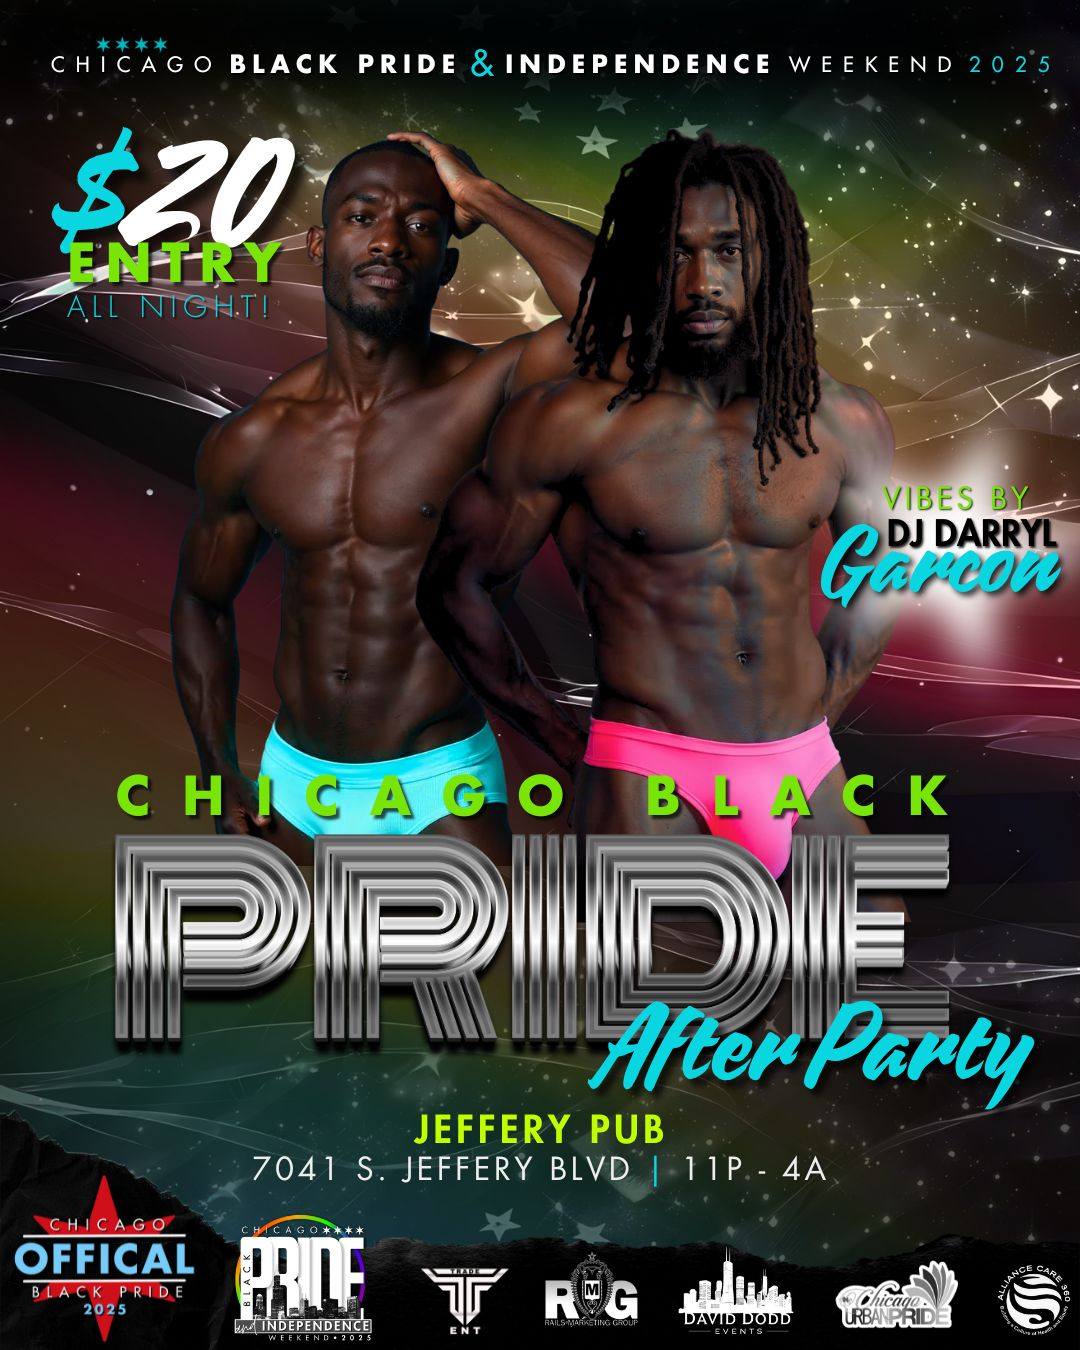 CHICAGO BLACK PRIDE & INDEPENDENCE WEEKEND 2025
$20
ENTRY
ALL NIGHT!
VIBES BY
DJ DARRYL
Garcon
CHICAGO BLACK
PRIDE
After Party
JEFFERY PUB
7041 S. JEFFERY BLVD | 11P - 4A
CHICAGO
OFFICAL
BLACK PRIDE
2025
CHICAGO
BLACK
PRIDE
and INDEPENDENCE
WEEKEND • 2025
TRADE
ENT
R M G
RAILS MARKETING GROUP
DAVID DODD
EVENTS
Chicago
URBAN PRIDE
ALLIANCE CARE 360